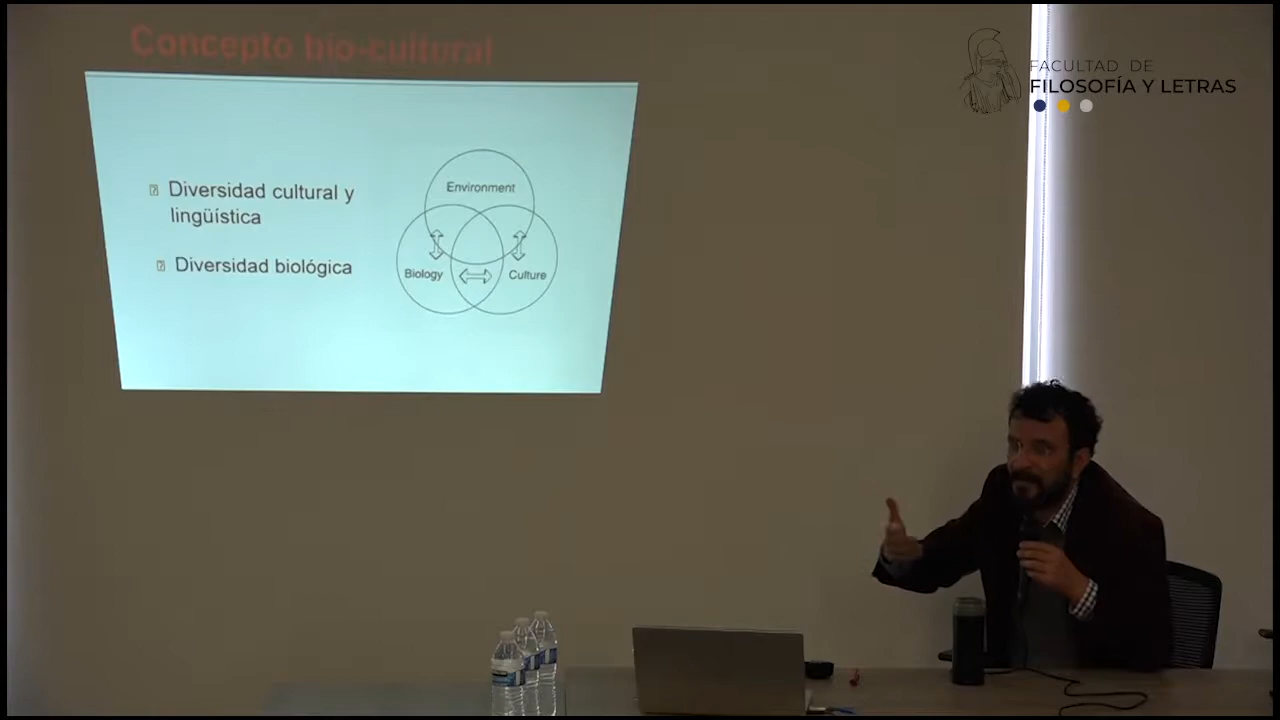 Concepto bio-cultural
FACULTAD DE
FILOSOFÍA Y LETRAS
Diversidad cultural y
lingüística
Diversidad biológica
Environment
Biology
Culture